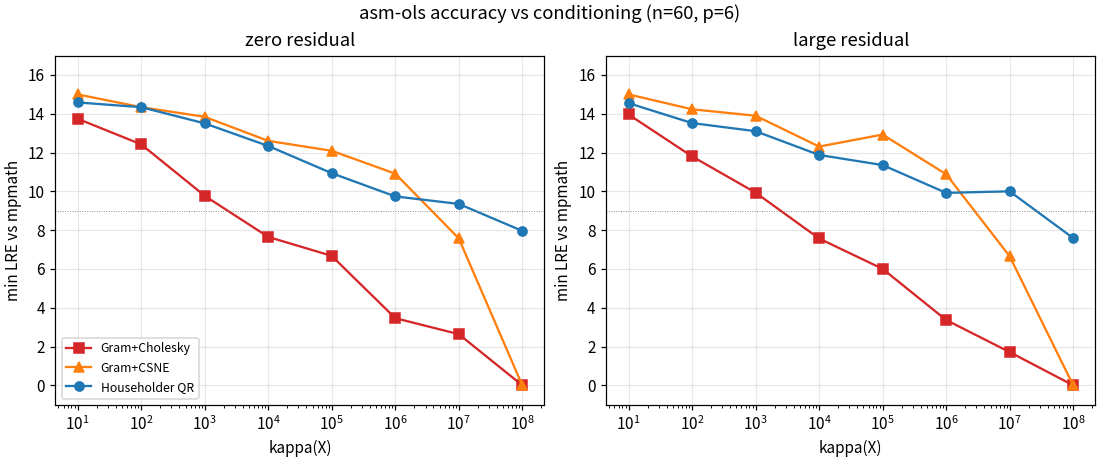 asm-ols accuracy vs conditioning (n=60, p=6)
zero residual
min LRE vs mpmath
16
14
12
10
8
6
4
2
0
Gram+Cholesky
Gram+CSNE
Householder QR
10¹ 10² 10³ 10⁴ 10⁵ 10⁶ 10⁷ 10⁸
kappa(X)
large residual
min LRE vs mpmath
16
14
12
10
8
6
4
2
0
10¹ 10² 10³ 10⁴ 10⁵ 10⁶ 10⁷ 10⁸
kappa(X)